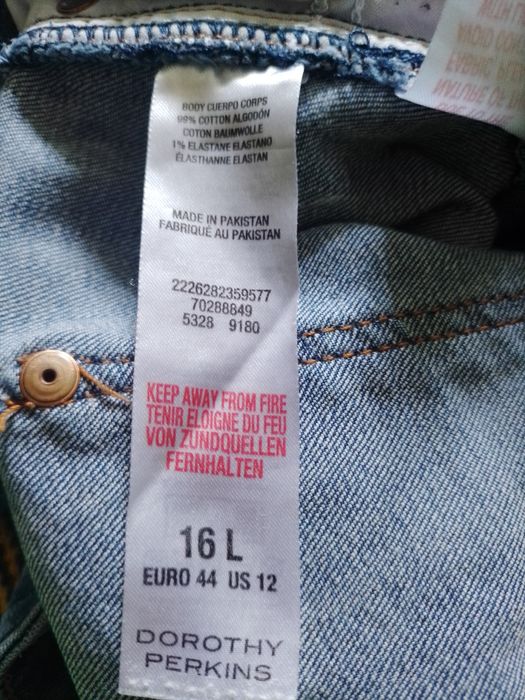 BODY CUERPO CORPS
99% COTTON ALGODÓN
COTON BAUMWOLLE
1% ELASTANE ELASTANO
ÉLASTHANNE ELASTAN
MADE IN PAKISTAN
FABRIQUÉ AU PAKISTAN
2226282359577
70288849
5328 9180
KEEP AWAY FROM FIRE
TENIR ELOIGNE DU FEU
VON ZÜNDQUELLEN
FERNHALTEN
16 L
EURO 44 US 12
DOROTHY
PERKINS